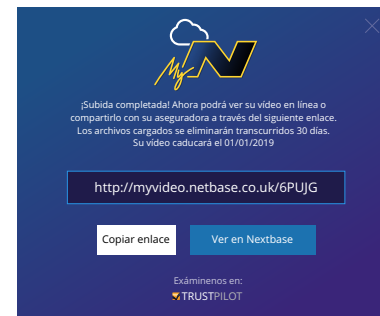 My N
¡Subida completada! Ahora podrá ver su vídeo en línea o
compartirlo con su aseguradora a través del siguiente enlace.
Los archivos cargados se eliminarán transcurridos 30 días.
Su vídeo caducará el 01/01/2019
http://myvideo.netbase.co.uk/6PUJG
Copiar enlace
Ver en Nextbase
Exáminenos en:
TRUSTPILOT